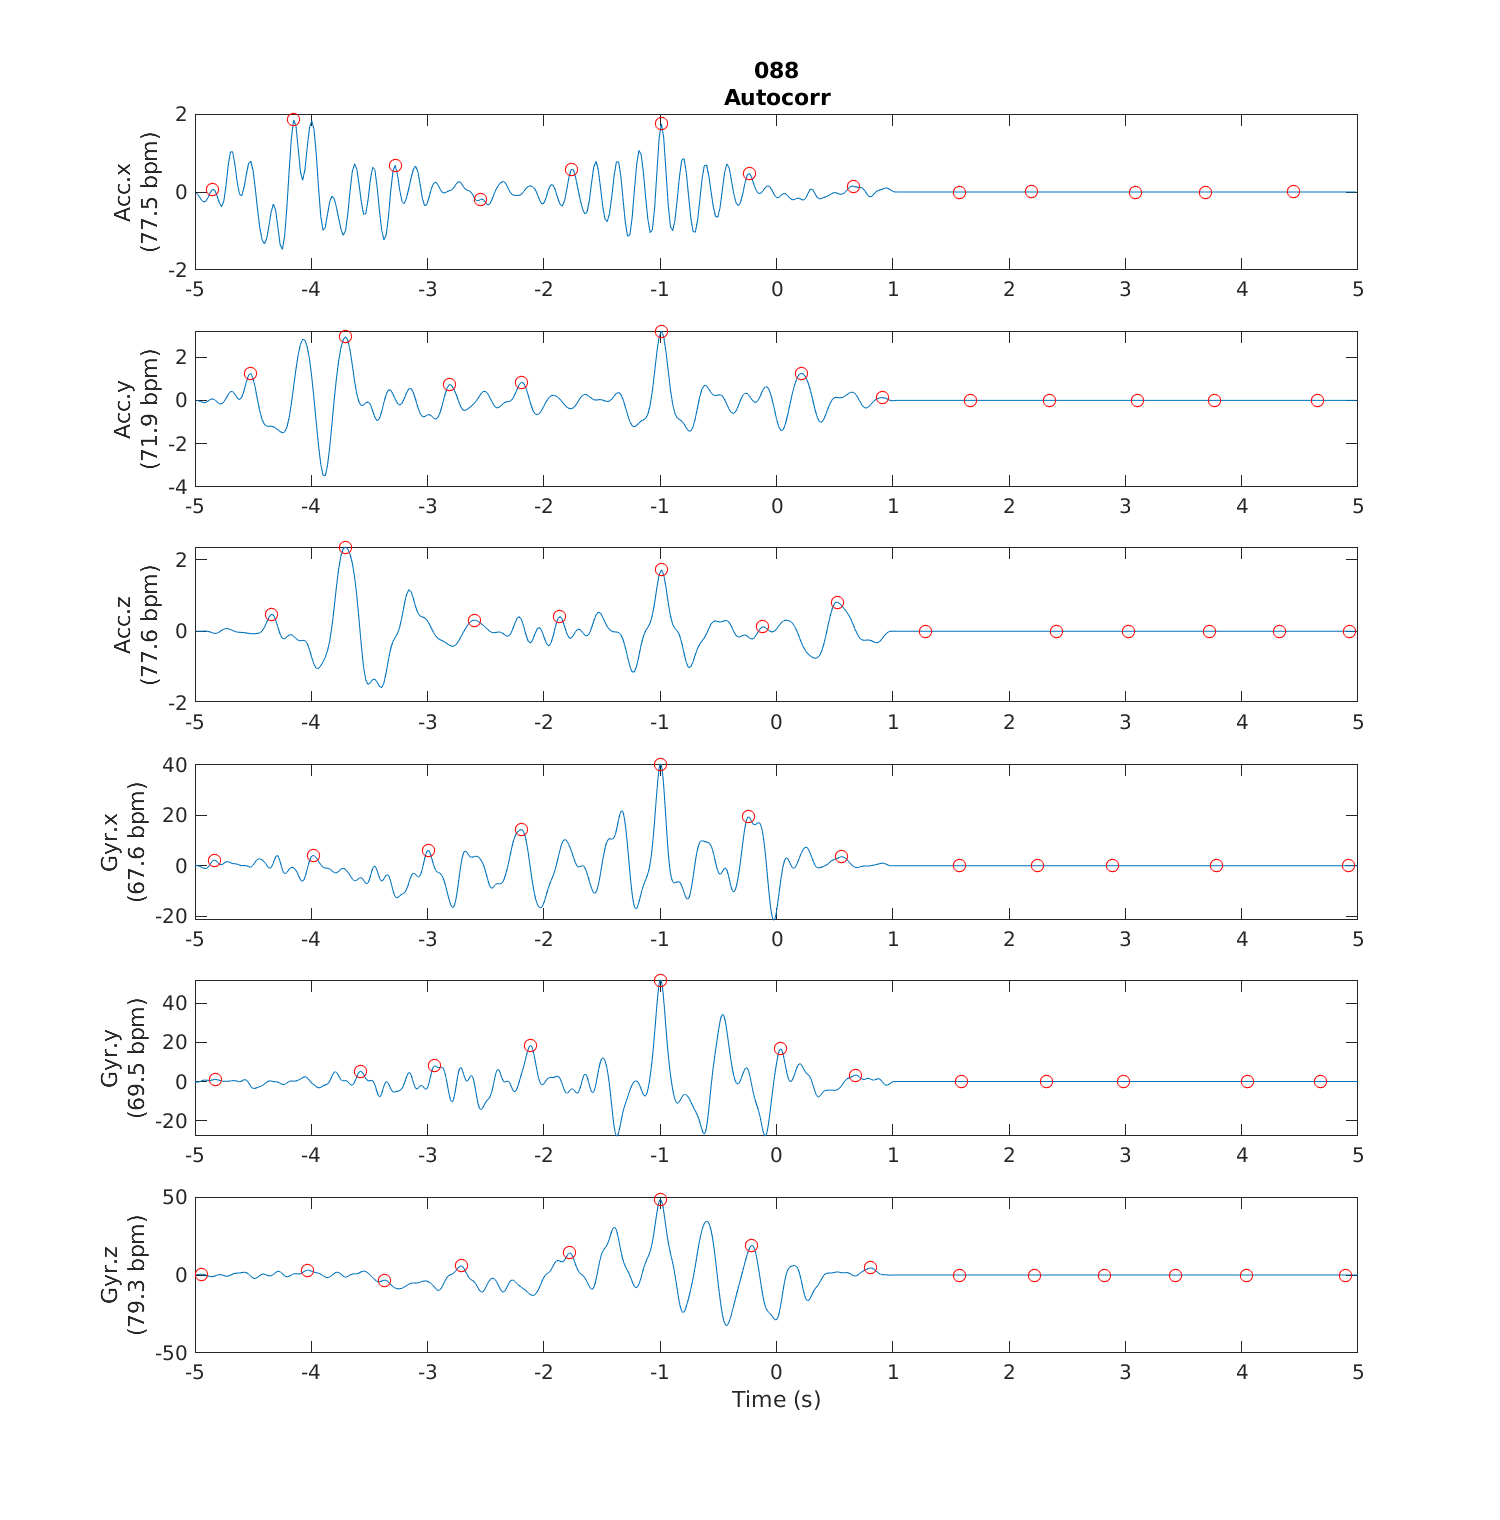 088
Autocorr
Acc.x
(77.5 bpm)
2
0
-2
-5 -4 -3 -2 -1 0 1 2 3 4 5
Acc.y
(71.9 bpm)
2
0
-2
-4
-5 -4 -3 -2 -1 0 1 2 3 4 5
Acc.z
(77.6 bpm)
2
0
-2
-5 -4 -3 -2 -1 0 1 2 3 4 5
Gyr.x
(67.6 bpm)
40
20
0
-20
-5 -4 -3 -2 -1 0 1 2 3 4 5
Gyr.y
(69.5 bpm)
40
20
0
-20
-5 -4 -3 -2 -1 0 1 2 3 4 5
Gyr.z
(79.3 bpm)
50
0
-50
-5 -4 -3 -2 -1 0 1 2 3 4 5
Time (s)